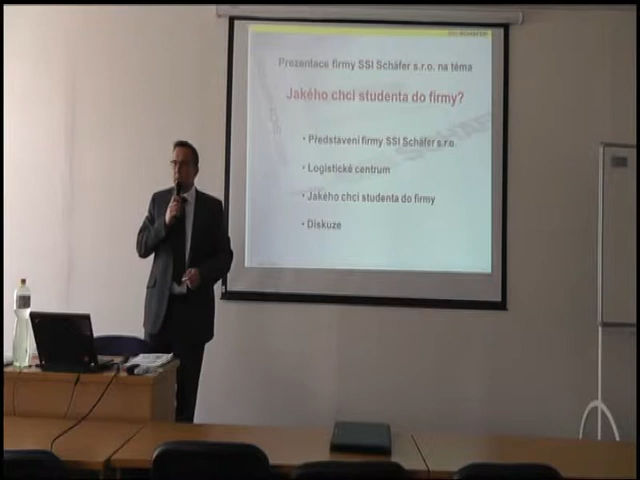 Prezentace firmy SSI Schäfer s.r.o. na téma
Jakého chci studenta do firmy?
• Představení firmy SSI Schäfer s.r.o.
• Logistické centrum
• Jakého chci studenta do firmy
• Diskuze
SCHÄFER